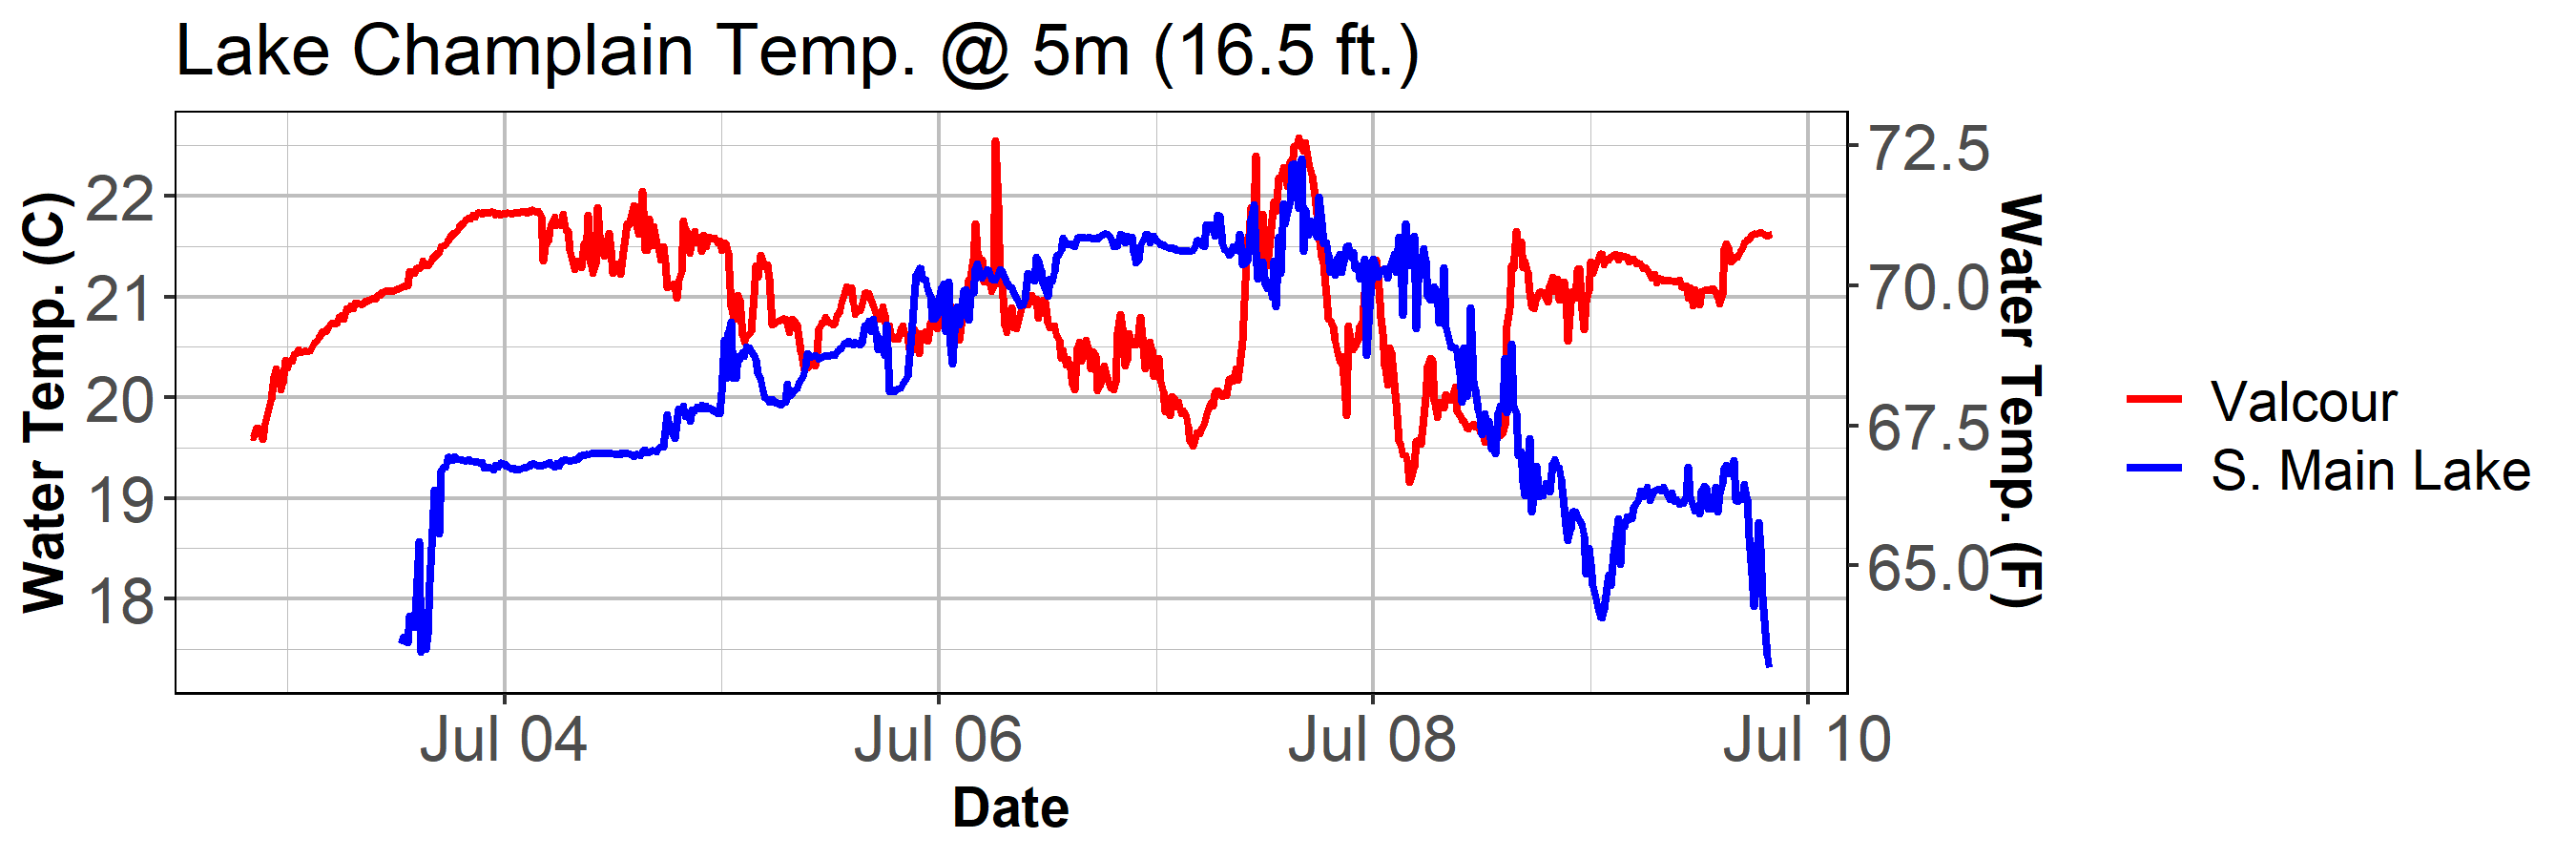 Lake Champlain Temp. @ 5m (16.5 ft.)
Water Temp. (C)
22
21
20
19
18
72.5
70.0
67.5
65.0
Water Temp. (F)
Jul 04
Jul 06
Jul 08
Jul 10
Date
Valcour
S. Main Lake